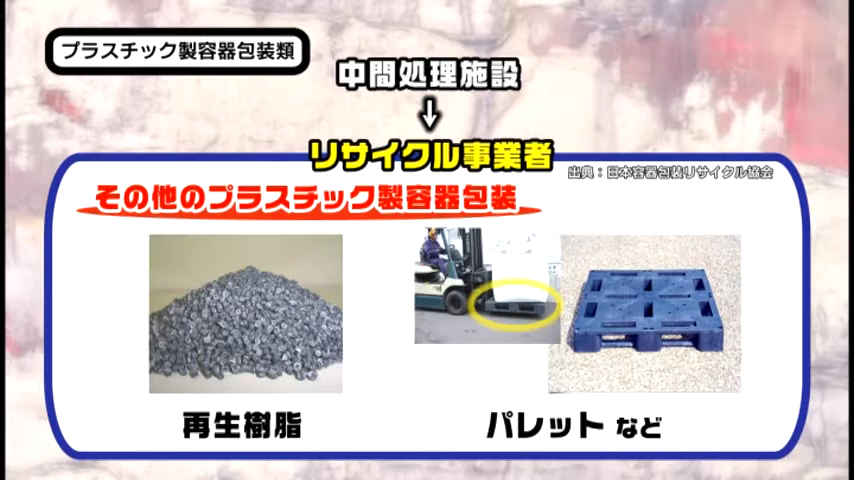 プラスチック製容器包装類
中間処理施設
↓
リサイクル事業者
出典：日本容器包装リサイクル協会
その他のプラスチック製容器包装
再生樹脂
パレット など